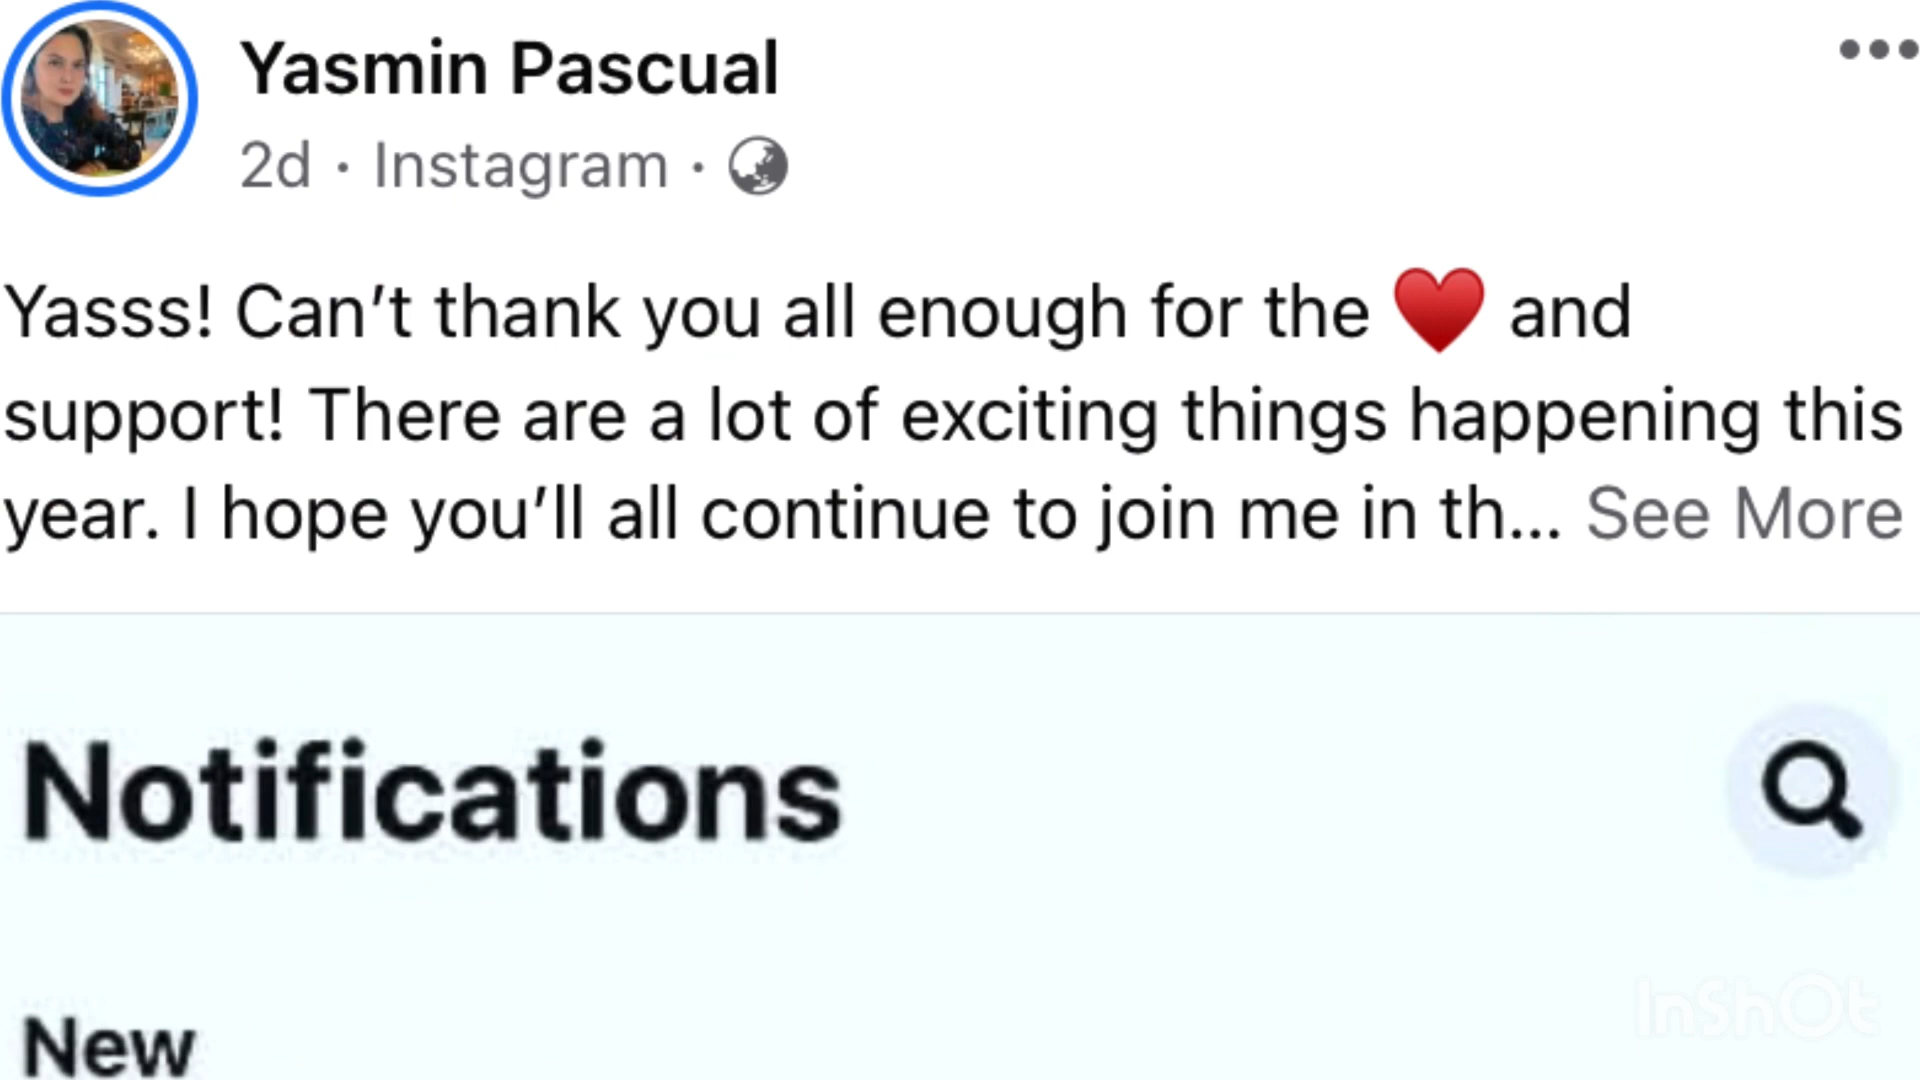 Yasmin Pascual
2d · Instagram ·
Yasss! Can’t thank you all enough for the ❤️ and
support! There are a lot of exciting things happening this
year. I hope you’ll all continue to join me in th... See More
Notifications
New
InShOt